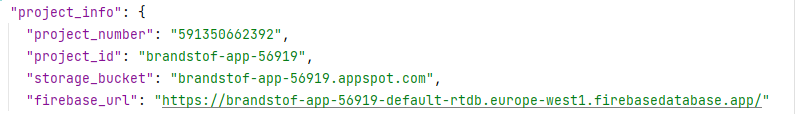 "project_info": {
"project_number": "591350662392",
"project_id": "brandstof-app-56919",
"storage_bucket": "brandstof-app-56919.appspot.com",
"firebase_url": "https://brandstof-app-56919-default-rtdb.europe-west1.firebasedatabase.app/"